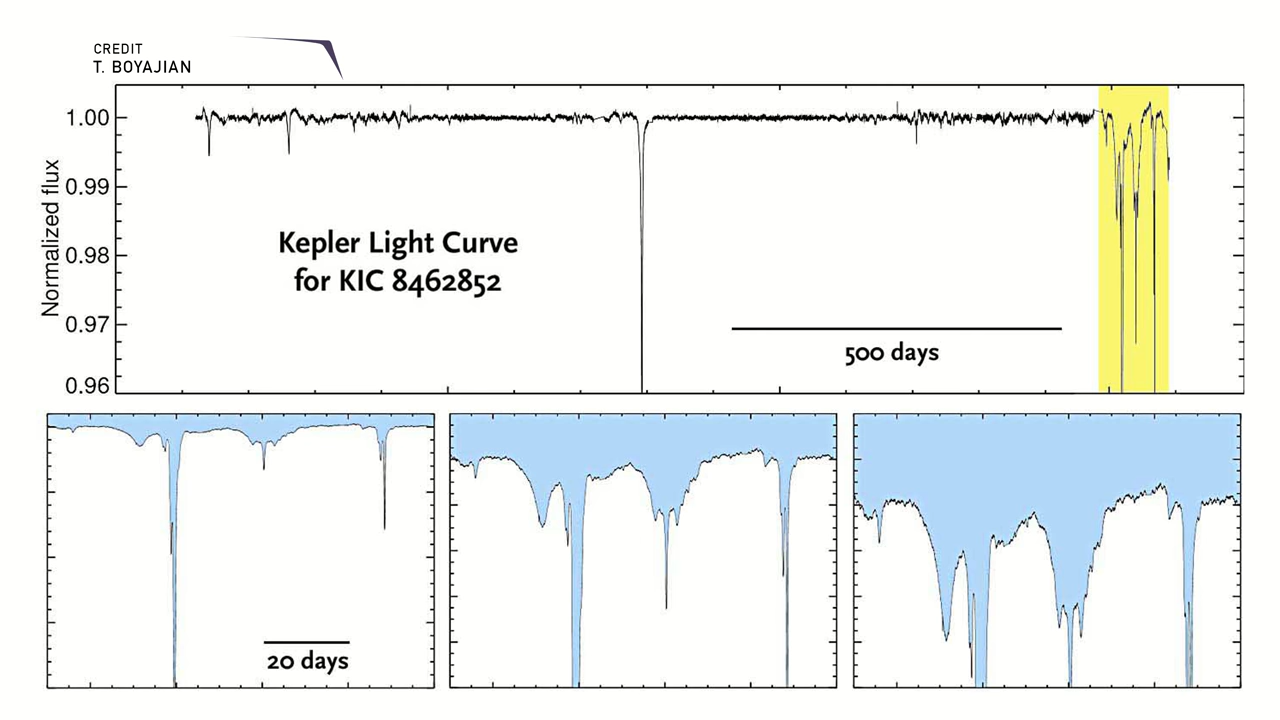 CREDIT
T. BOYAJIAN
Normalized flux
1.00
0.99
0.98
0.97
0.96
Kepler Light Curve
for KIC 8462852
500 days
20 days